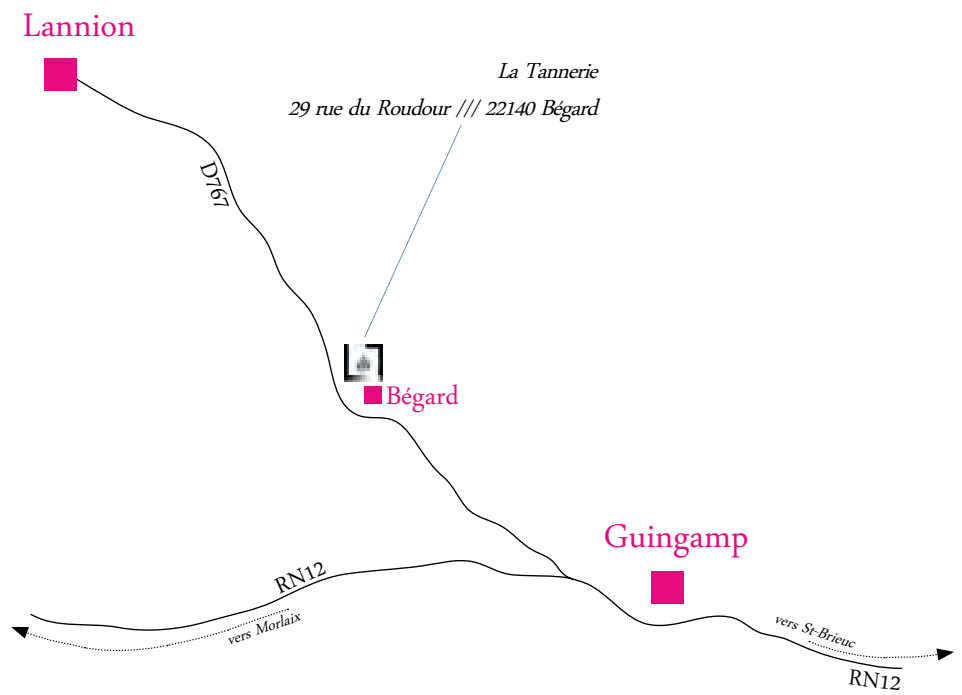 Lannion
La Tannerie
29 rue du Roudour /// 22140 Bégard
D767
Bégard
Guingamp
RN12
vers Morlaix
vers St-Brieuc
RN12